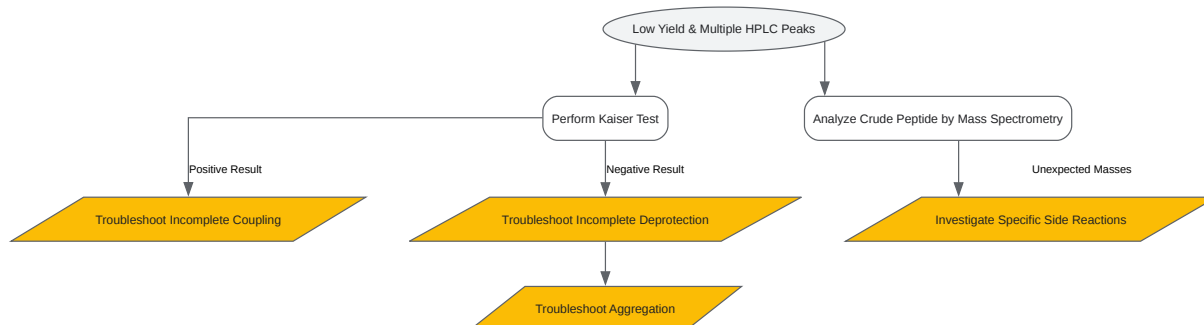 Low Yield & Multiple HPLC Peaks
Perform Kaiser Test
Analyze Crude Peptide by Mass Spectrometry
Positive Result
Negative Result
Unexpected Masses
Troubleshoot Incomplete Coupling
Troubleshoot Incomplete Deprotection
Investigate Specific Side Reactions
Troubleshoot Aggregation